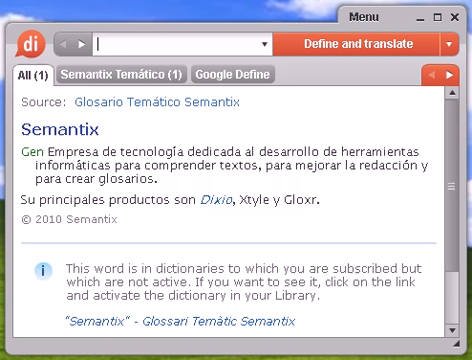 Menu
di
Define and translate
All (1) Semantix Temático (1) Google Define
Source: Glosario Temático Semantix
Semantix
Gen Empresa de tecnología dedicada al desarrollo de herramientas
informáticas para comprender textos, para mejorar la redacción y
para crear glosarios.
Su principales productos son Dixio, Xtyle y Gloxr.
© 2010 Semantix
This word is in dictionaries to which you are subscribed but
which are not active. If you want to see it, click on the link
and activate the dictionary in your Library.
"Semantix" - Glossari Temàtic Semantix